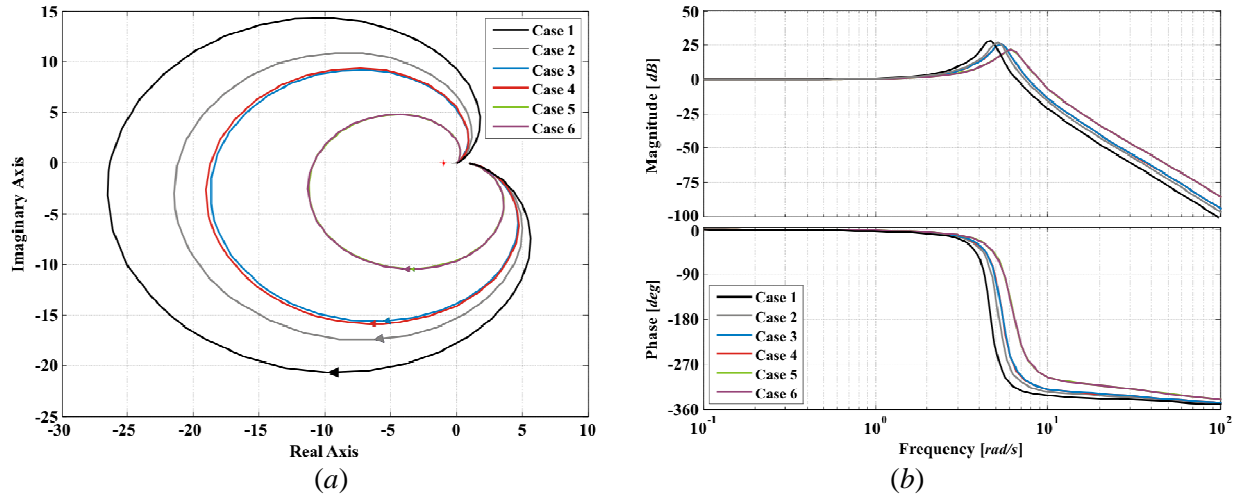 15
10
5
0
-5
-10
-15
-20
25
-30 -25 -20 -15 -10 -5 0 5 10
Imaginary Axis
Real Axis
Case 1
Case 2
Case 3
Case 4
Case 5
Case 6
(a)
50
25
0
-25
-50
-75
-100
Magnitude [ dB]
0
-90
-180
-270
-360
Phase [deg]
Case 1
Case 2
Case 3
Case 4
Case 5
Case 6
10^-1 10^0 10^1 10^2
Frequency [rad/s]
(b)